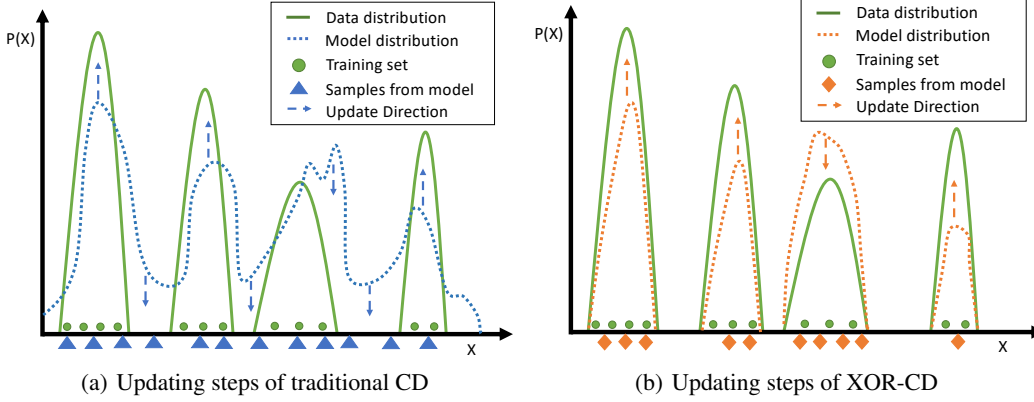 P(X)
Data distribution
Model distribution
Training set
Samples from model
Update Direction
X
(a) Updating steps of traditional CD
P(X)
Data distribution
Model distribution
Training set
Samples from model
Update Direction
X
(b) Updating steps of XOR-CD